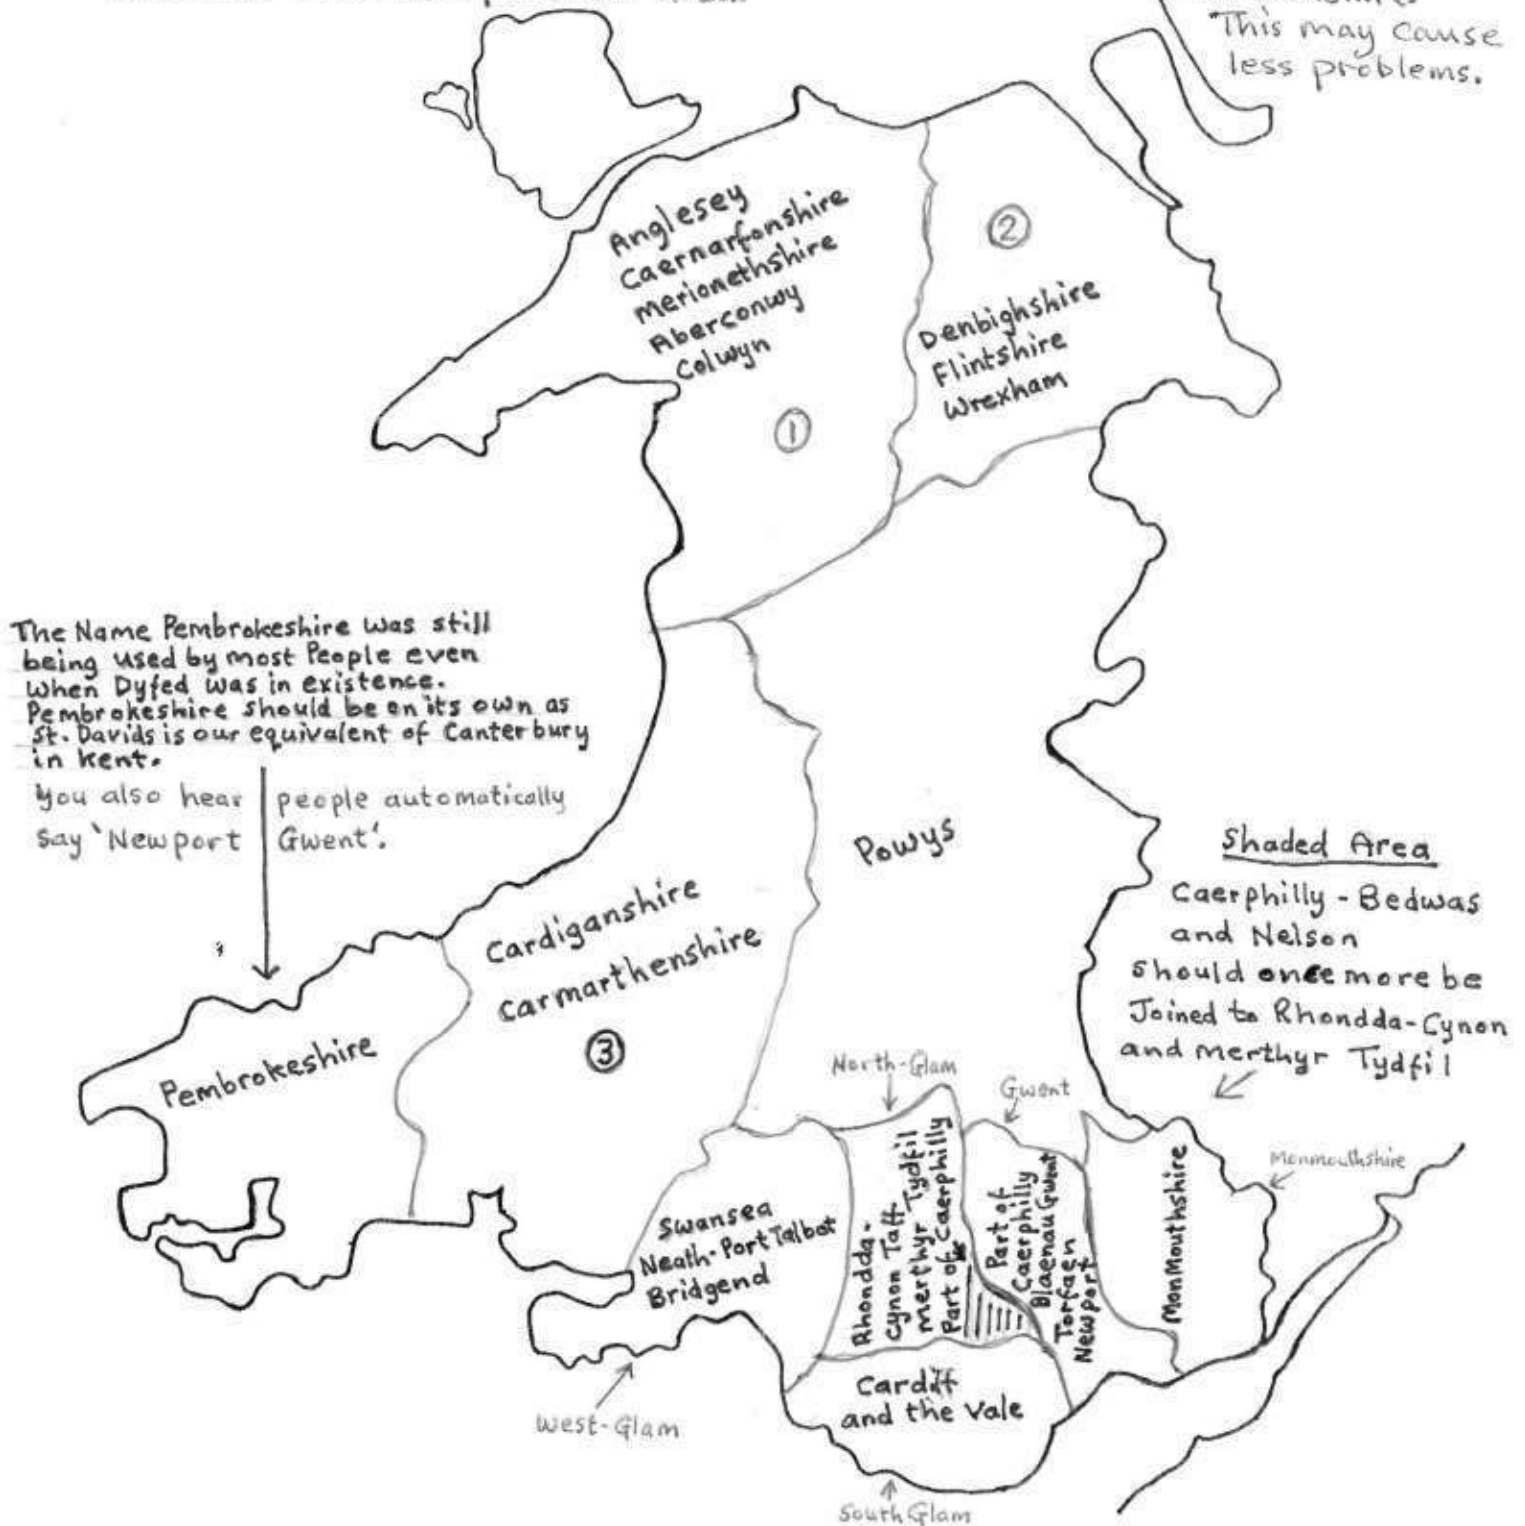 This may cause
less problems.
Anglesey
Caernarfonshire
merionethshire
Aberconwy
Colwyn
①
②
Denbighshire
Flintshire
Wrexham
The Name Pembrokeshire was still
being used by most People even
when Dyfed was in existence.
Pembrokeshire should be on its own as
St. Davids is our equivalent of Canterbury
in Kent.
You also hear people automatically
say 'Newport Gwent'.
Powys
Shaded Area
Caerphilly - Bedwas
and Nelson
should once more be
Joined to Rhondda-Cynon
and merthyr Tydfil
Cardiganshire
Carmarthenshire
③
Pembrokeshire
North-Glam
Gwent
Monmouthshire
Swansea
Neath-Port Talbot
Bridgend
Rhondda-
Cynon Taff
merthyr Tydfil
Part of Caerphilly
Part of
Caerphilly
Blaenau Gwent
Torfaen
Newport
MonMouthshire
Cardiff
and the Vale
West-Glam
South Glam